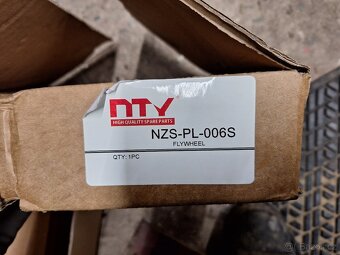 NTY
HIGH QUALITY SPARE PARTS
NZS-PL-006S
FLYWHEEL
QTY: 1PC